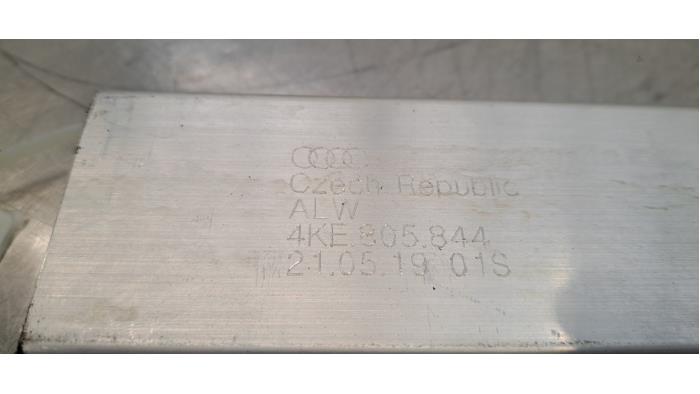 Czech Republic
ALW
4KE.805.844
21.05.19 01S